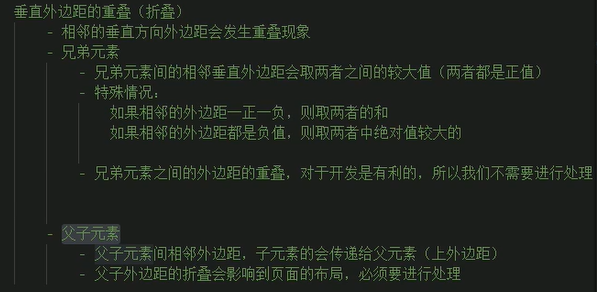 垂直外边距的重叠（折叠）
- 相邻的垂直方向外边距会发生重叠现象
- 兄弟元素
- 兄弟元素间的相邻垂直外边距会取两者之间的较大值（两者都是正值）
- 特殊情况：
如果相邻的外边距一正一负，则取两者的和
如果相邻的外边距都是负值，则取两者中绝对值较大的
- 兄弟元素之间的外边距的重叠，对于开发是有利的，所以我们不需要进行处理
- 父子元素
- 父子元素间相邻外边距，子元素的会传递给父元素（上外边距）
- 父子外边距的折叠会影响到页面的布局，必须要进行处理